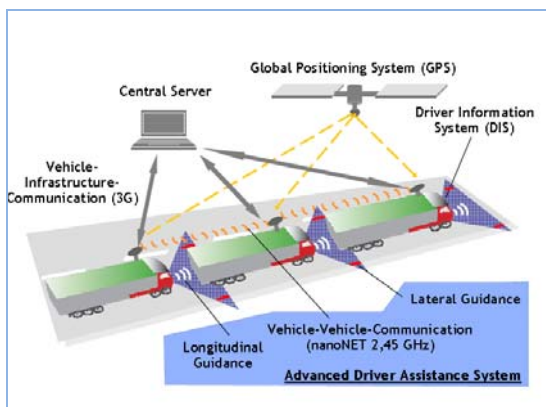 Global Positioning System (GPS)
Central Server
Driver Information
System (DIS)
Vehicle-
Infrastructure-
Communication (3G)
Lateral Guidance
Vehicle-Vehicle-Communication
(nanoNET 2,45 GHz)
Longitudinal
Guidance
Advanced Driver Assistance System